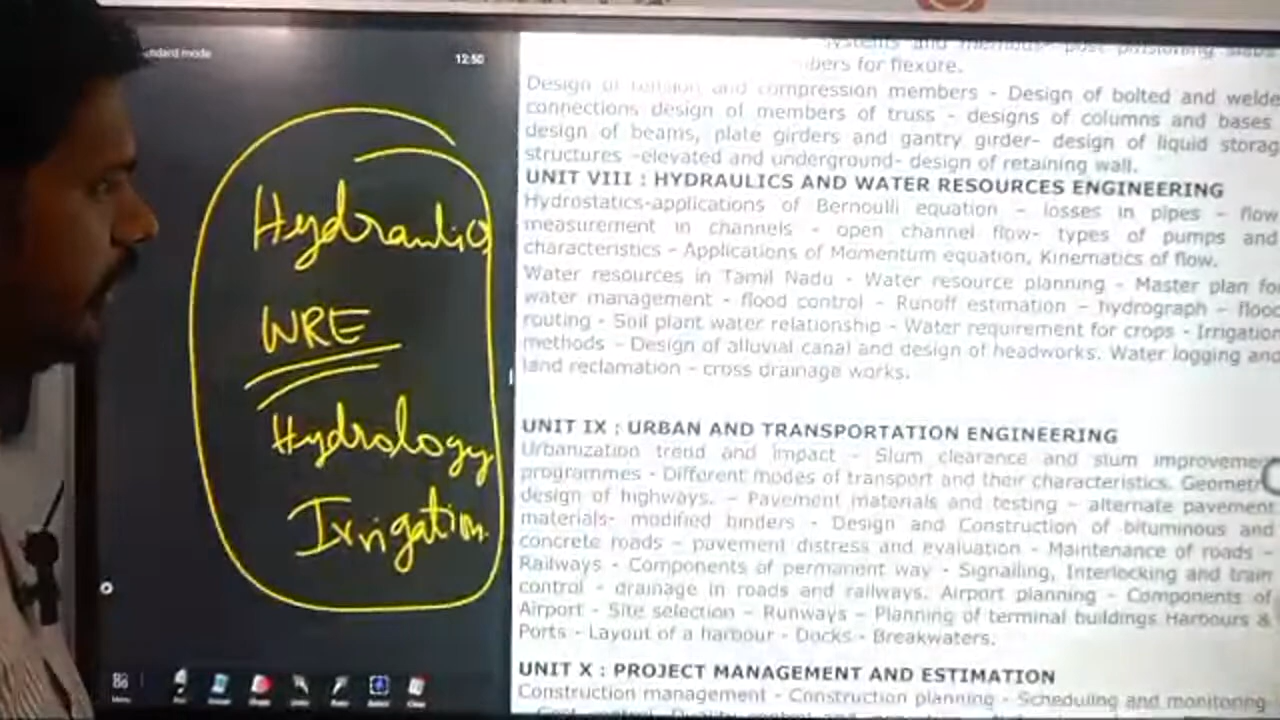 ndard mode
12:50
Hydraulics
WRE
Hydrology
Irrigation
systems and methods- post
bers for flexure.
Design of tension and compression members - Design of bolted and welde
connections design of members of truss - designs of columns and bases
design of beams, plate girders and gantry girder- design of liquid storag
structures -elevated and underground- design of retaining wall.
UNIT VIII : HYDRAULICS AND WATER RESOURCES ENGINEERING
Hydrostatics-applications of Bernoulli equation - losses in pipes - flow
measurement in channels - open channel flow- types of pumps and
characteristics - Applications of Momentum equation, Kinematics of flow.
Water resources in Tamil Nadu - Water resource planning - Master plan fo
water management - flood control - Runoff estimation - hydrograph - flood
routing - Soil plant water relationship - Water requirement for crops - Irrigation
methods - Design of alluvial canal and design of headworks. Water logging and
land reclamation - cross drainage works.
UNIT IX : URBAN AND TRANSPORTATION ENGINEERING
Urbanization trend and impact - Slum clearance and slum improveme
programmes - Different modes of transport and their characteristics. Geometr
design of highways. - Pavement materials and testing - alternate pavement
materials- modified binders - Design and Construction of bituminous and
concrete roads - pavement distress and evaluation - Maintenance of roads -
Railways - Components of permanent way - Signalling, Interlocking and train
control - drainage in roads and railways. Airport planning - Components of
Airport - Site selection - Runways - Planning of terminal buildings Harbours &
Ports - Layout of a harbour - Docks - Breakwaters.
UNIT X : PROJECT MANAGEMENT AND ESTIMATION
Construction management - Construction planning - Scheduling and monitoring